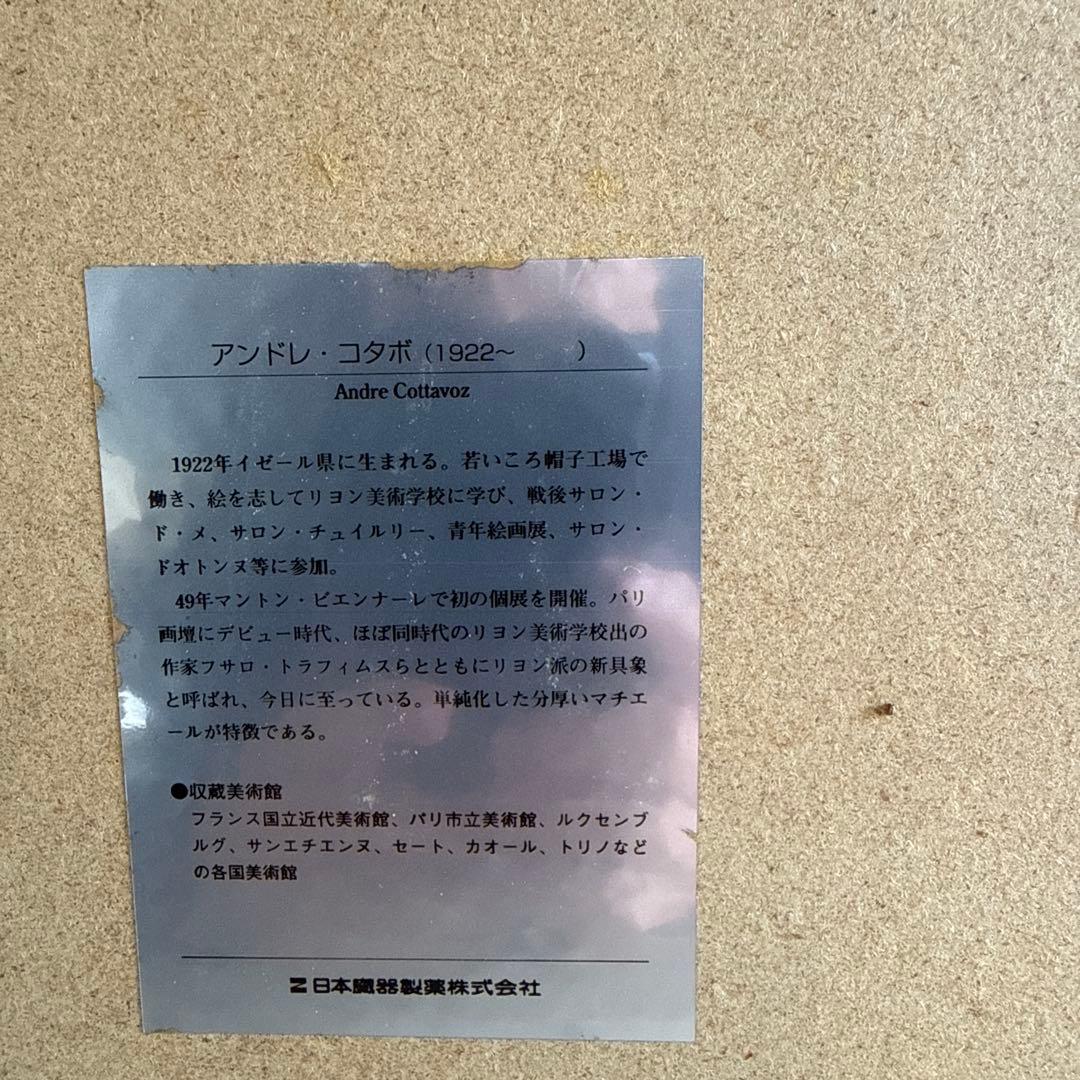 アンドレ・コタボ（1922〜　　　）
Andre Cottavoz
1922年イゼール県に生まれる。若いころ帽子工場で
働き、絵を志してリヨン美術学校に学び、戦後サロン・
ド・メ、サロン・チュイルリー、青年絵画展、サロン・
ドオトンヌ等に参加。
49年マントン・ビエンナーレで初の個展を開催。パリ
画壇にデビュー時代、ほぼ同時代のリヨン美術学校出の
作家フサロ・トラフィムスらとともにリヨン派の新具象
と呼ばれ、今日に至っている。単純化した分厚いマチエ
ールが特徴である。
●収蔵美術館
フランス国立近代美術館、パリ市立美術館、ルクセンブ
ルグ、サンエチエンヌ、セート、カオール、トリノなど
の各国美術館
日本臓器製薬株式会社